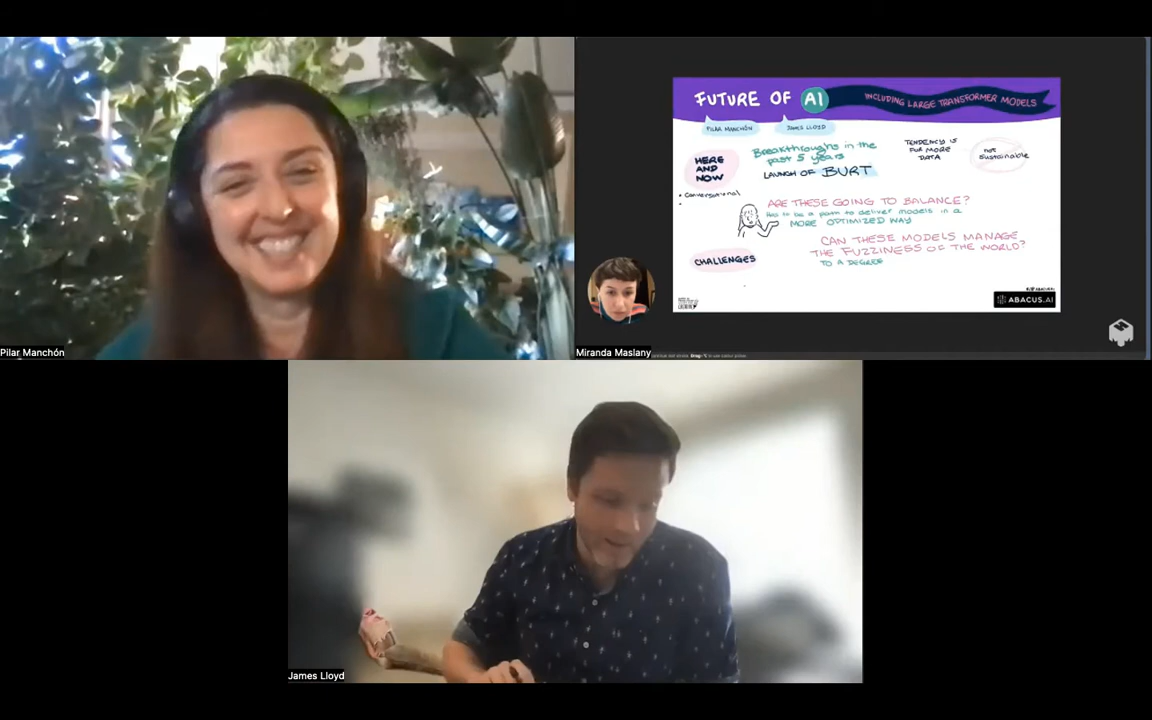 FUTURE OF AI
INCLUDING LARGE TRANSFORMER MODELS
PILAR MANCHÓN
JAMES LLOYD
HERE
AND
NOW
• Conversational
Breakthroughs in the
past 5 years
LAUNCH OF BURT
TENDENCY IS
FOR MORE
DATA
not
Sustainable
ARE THESE GOING TO BALANCE?
to be a path to deliver models in a
MORE OPTIMIZED WAY
CAN THESE MODELS MANAGE
THE FUZZINESS OF THE WORLD?
TO A DEGREE
CHALLENGES
ABACUS.AI
Pilar Manchón
Miranda Maslany
James Lloyd